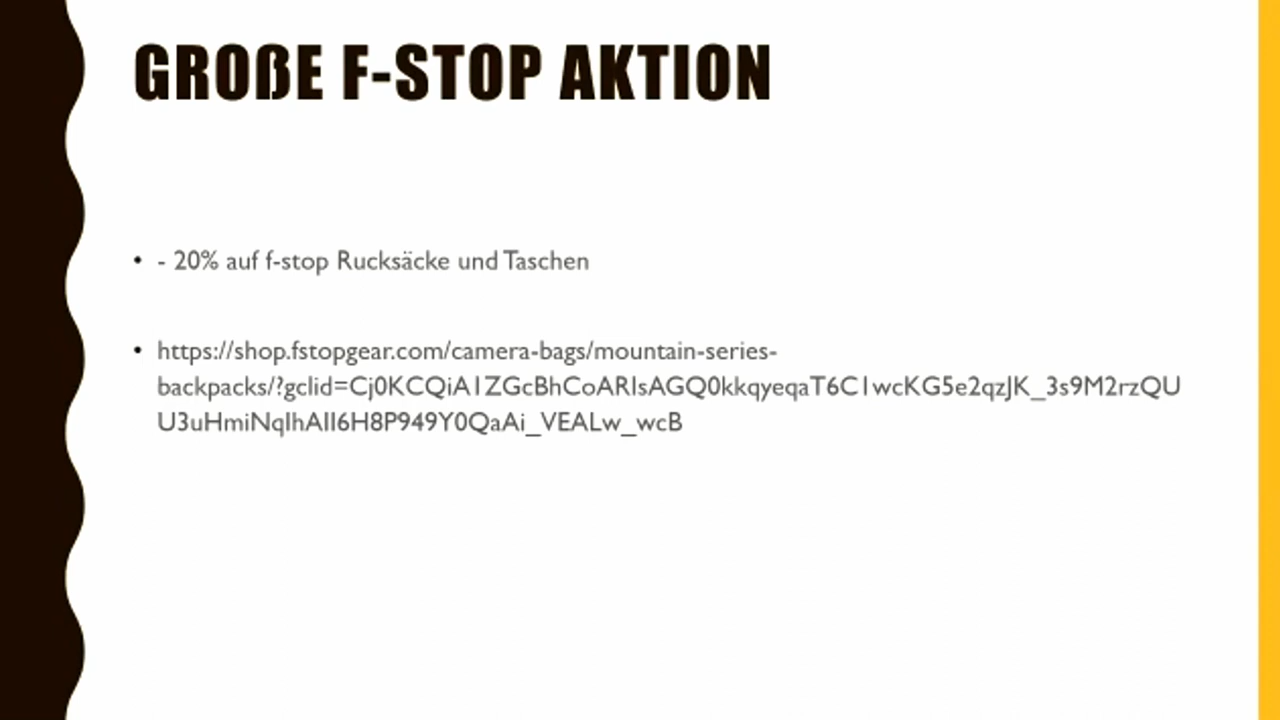 GROßE F-STOP AKTION
• - 20% auf f-stop Rucksäcke und Taschen
• https://shop.fstopgear.com/camera-bags/mountain-series-
backpacks/?gclid=Cj0KCQiA1ZGcBhCoARIsAGQ0kkqyeqaT6C1wcKG5e2qzJK_3s9M2rzQU
U3uHmiNqIhAII6H8P949Y0QaAi_VEALw_wcB